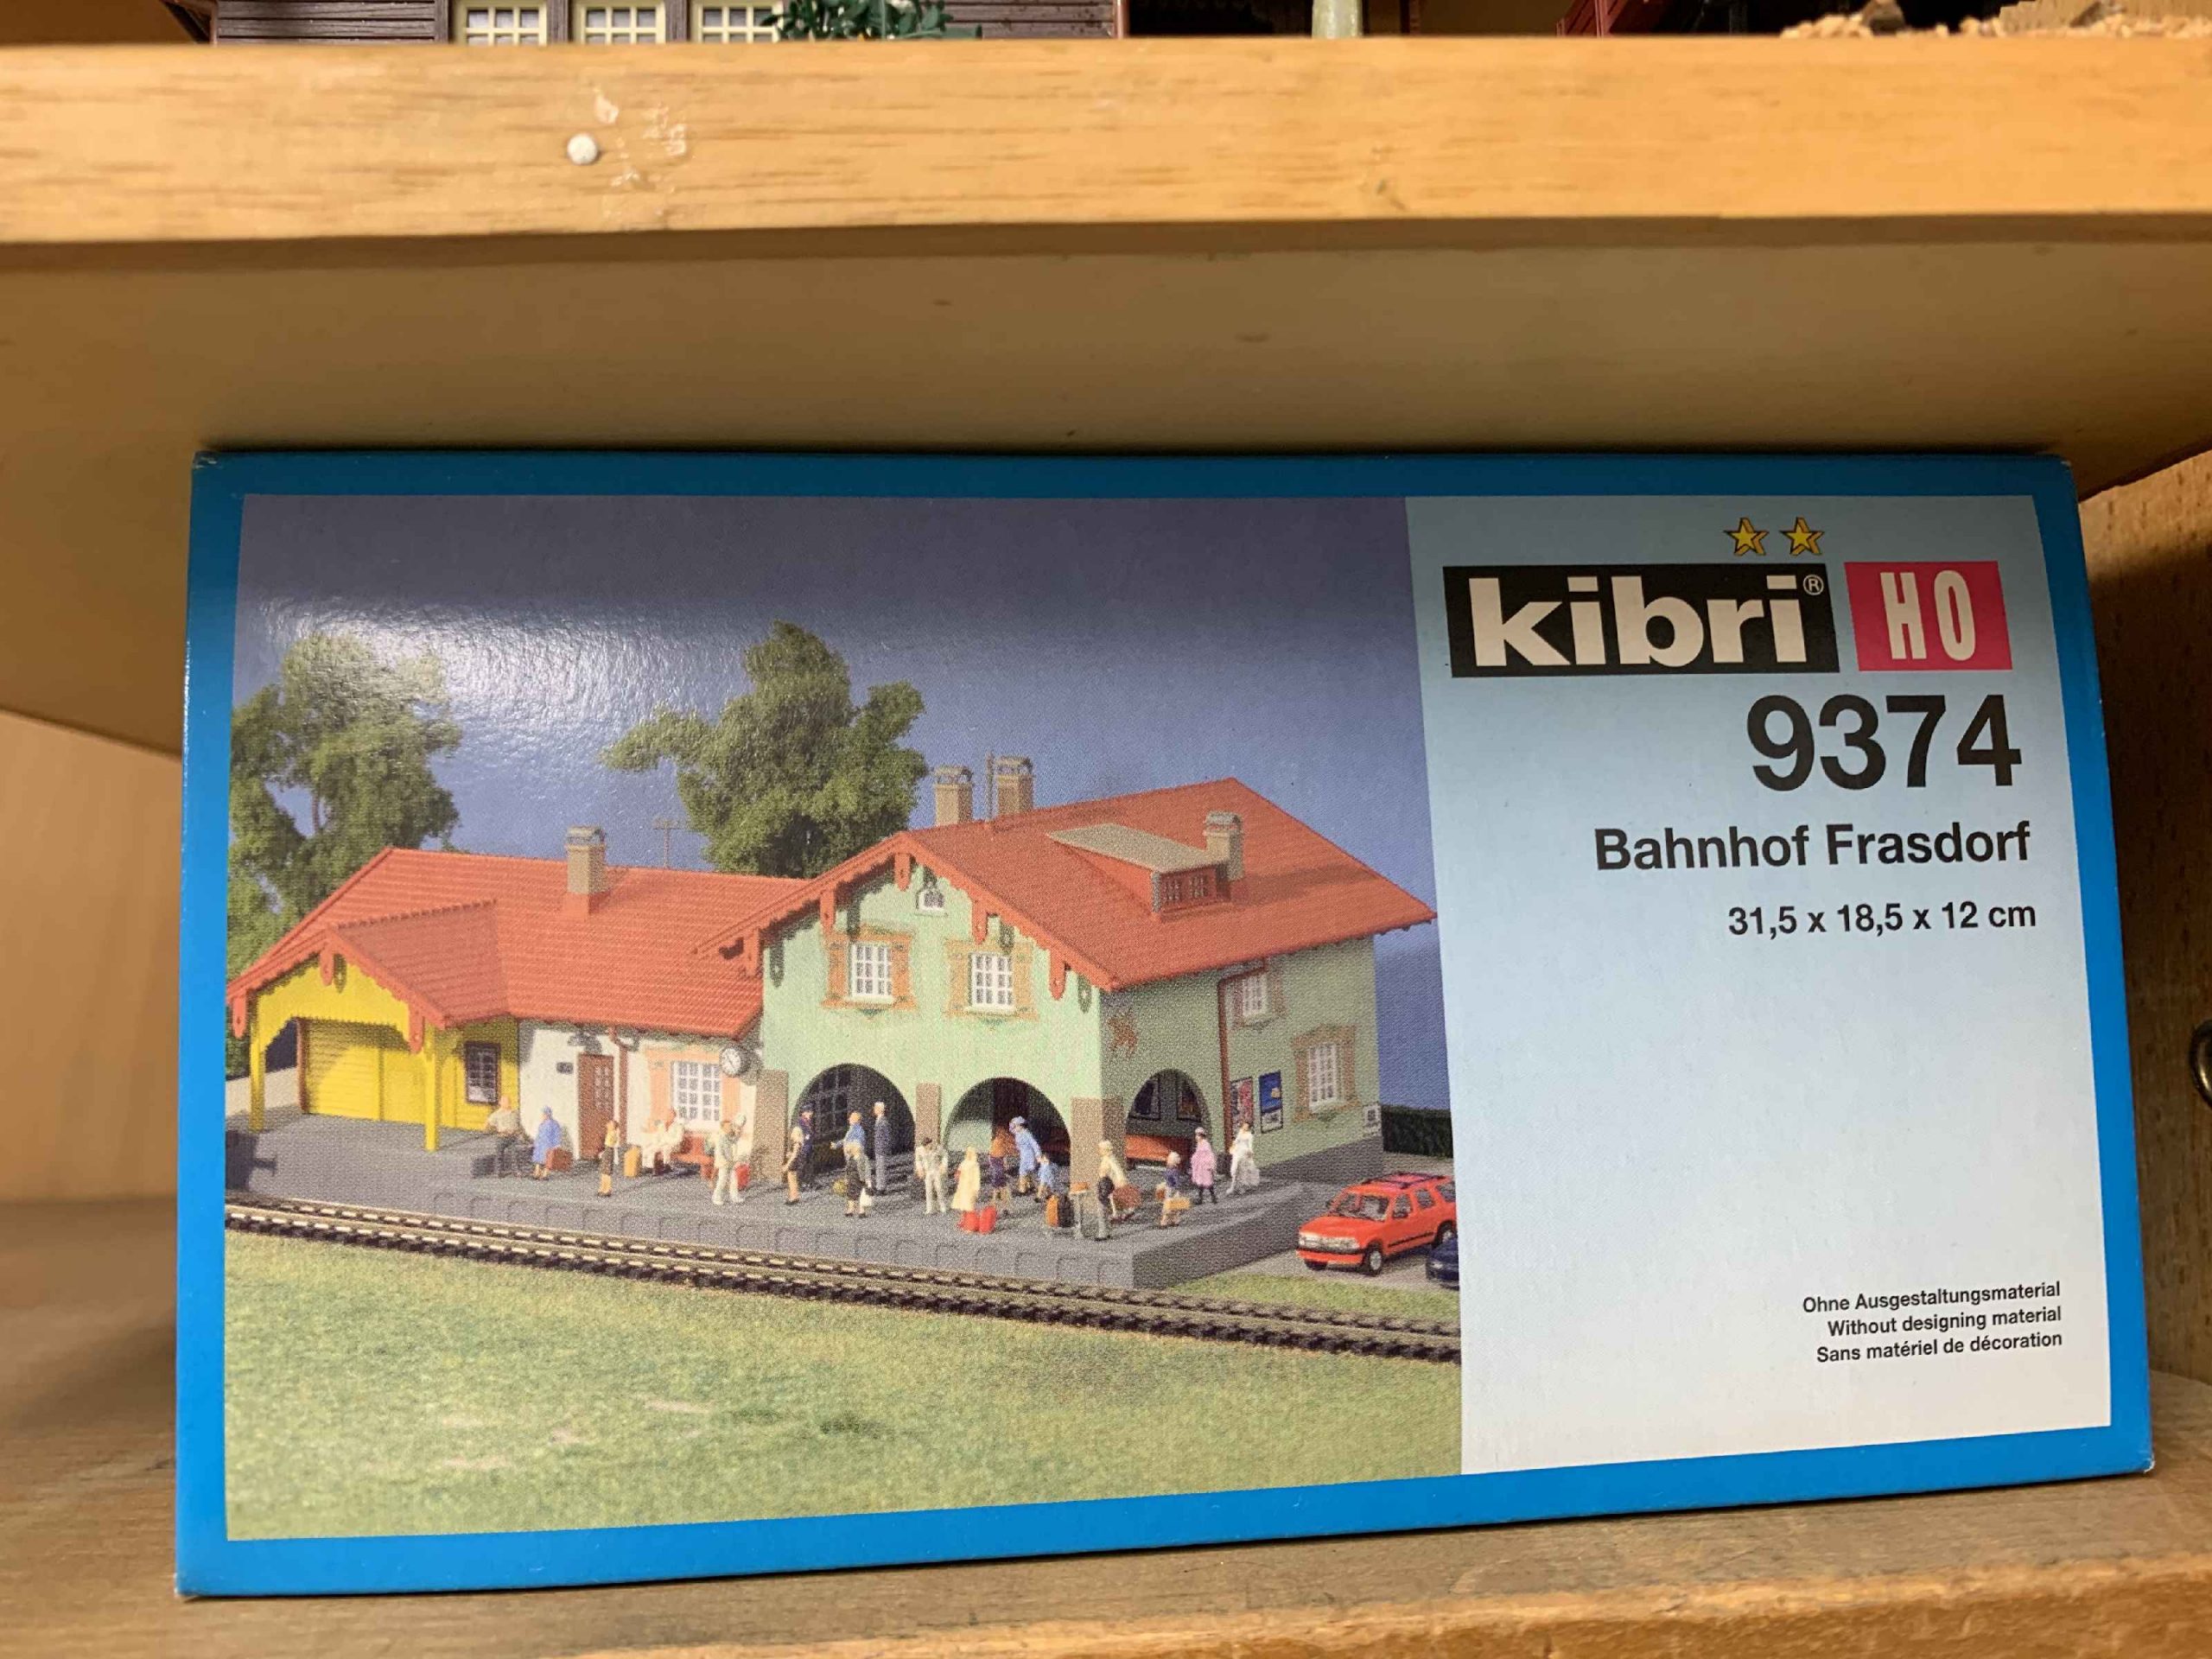 kibri® H0
9374
Bahnhof Frasdorf
31,5 x 18,5 x 12 cm
Ohne Ausgestaltungsmaterial
Without designing material
Sans matériel de décoration